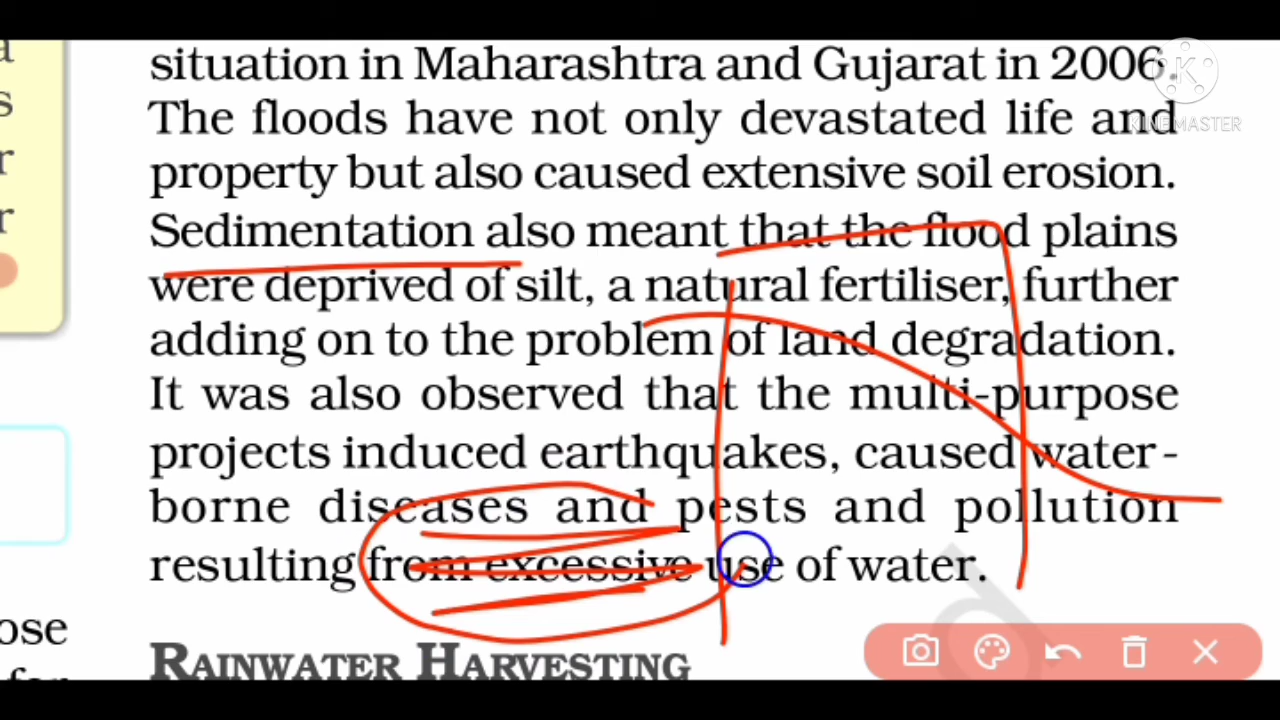 situation in Maharashtra and Gujarat in 2006.
The floods have not only devastated life and
property but also caused extensive soil erosion.
Sedimentation also meant that the flood plains
were deprived of silt, a natural fertiliser, further
adding on to the problem of land degradation.
It was also observed that the multi-purpose
projects induced earthquakes, caused water-
borne diseases and pests and pollution
resulting from excessive use of water.
RAINWATER HARVESTING
a
s
r
r
ose
K
KINEMASTER
d